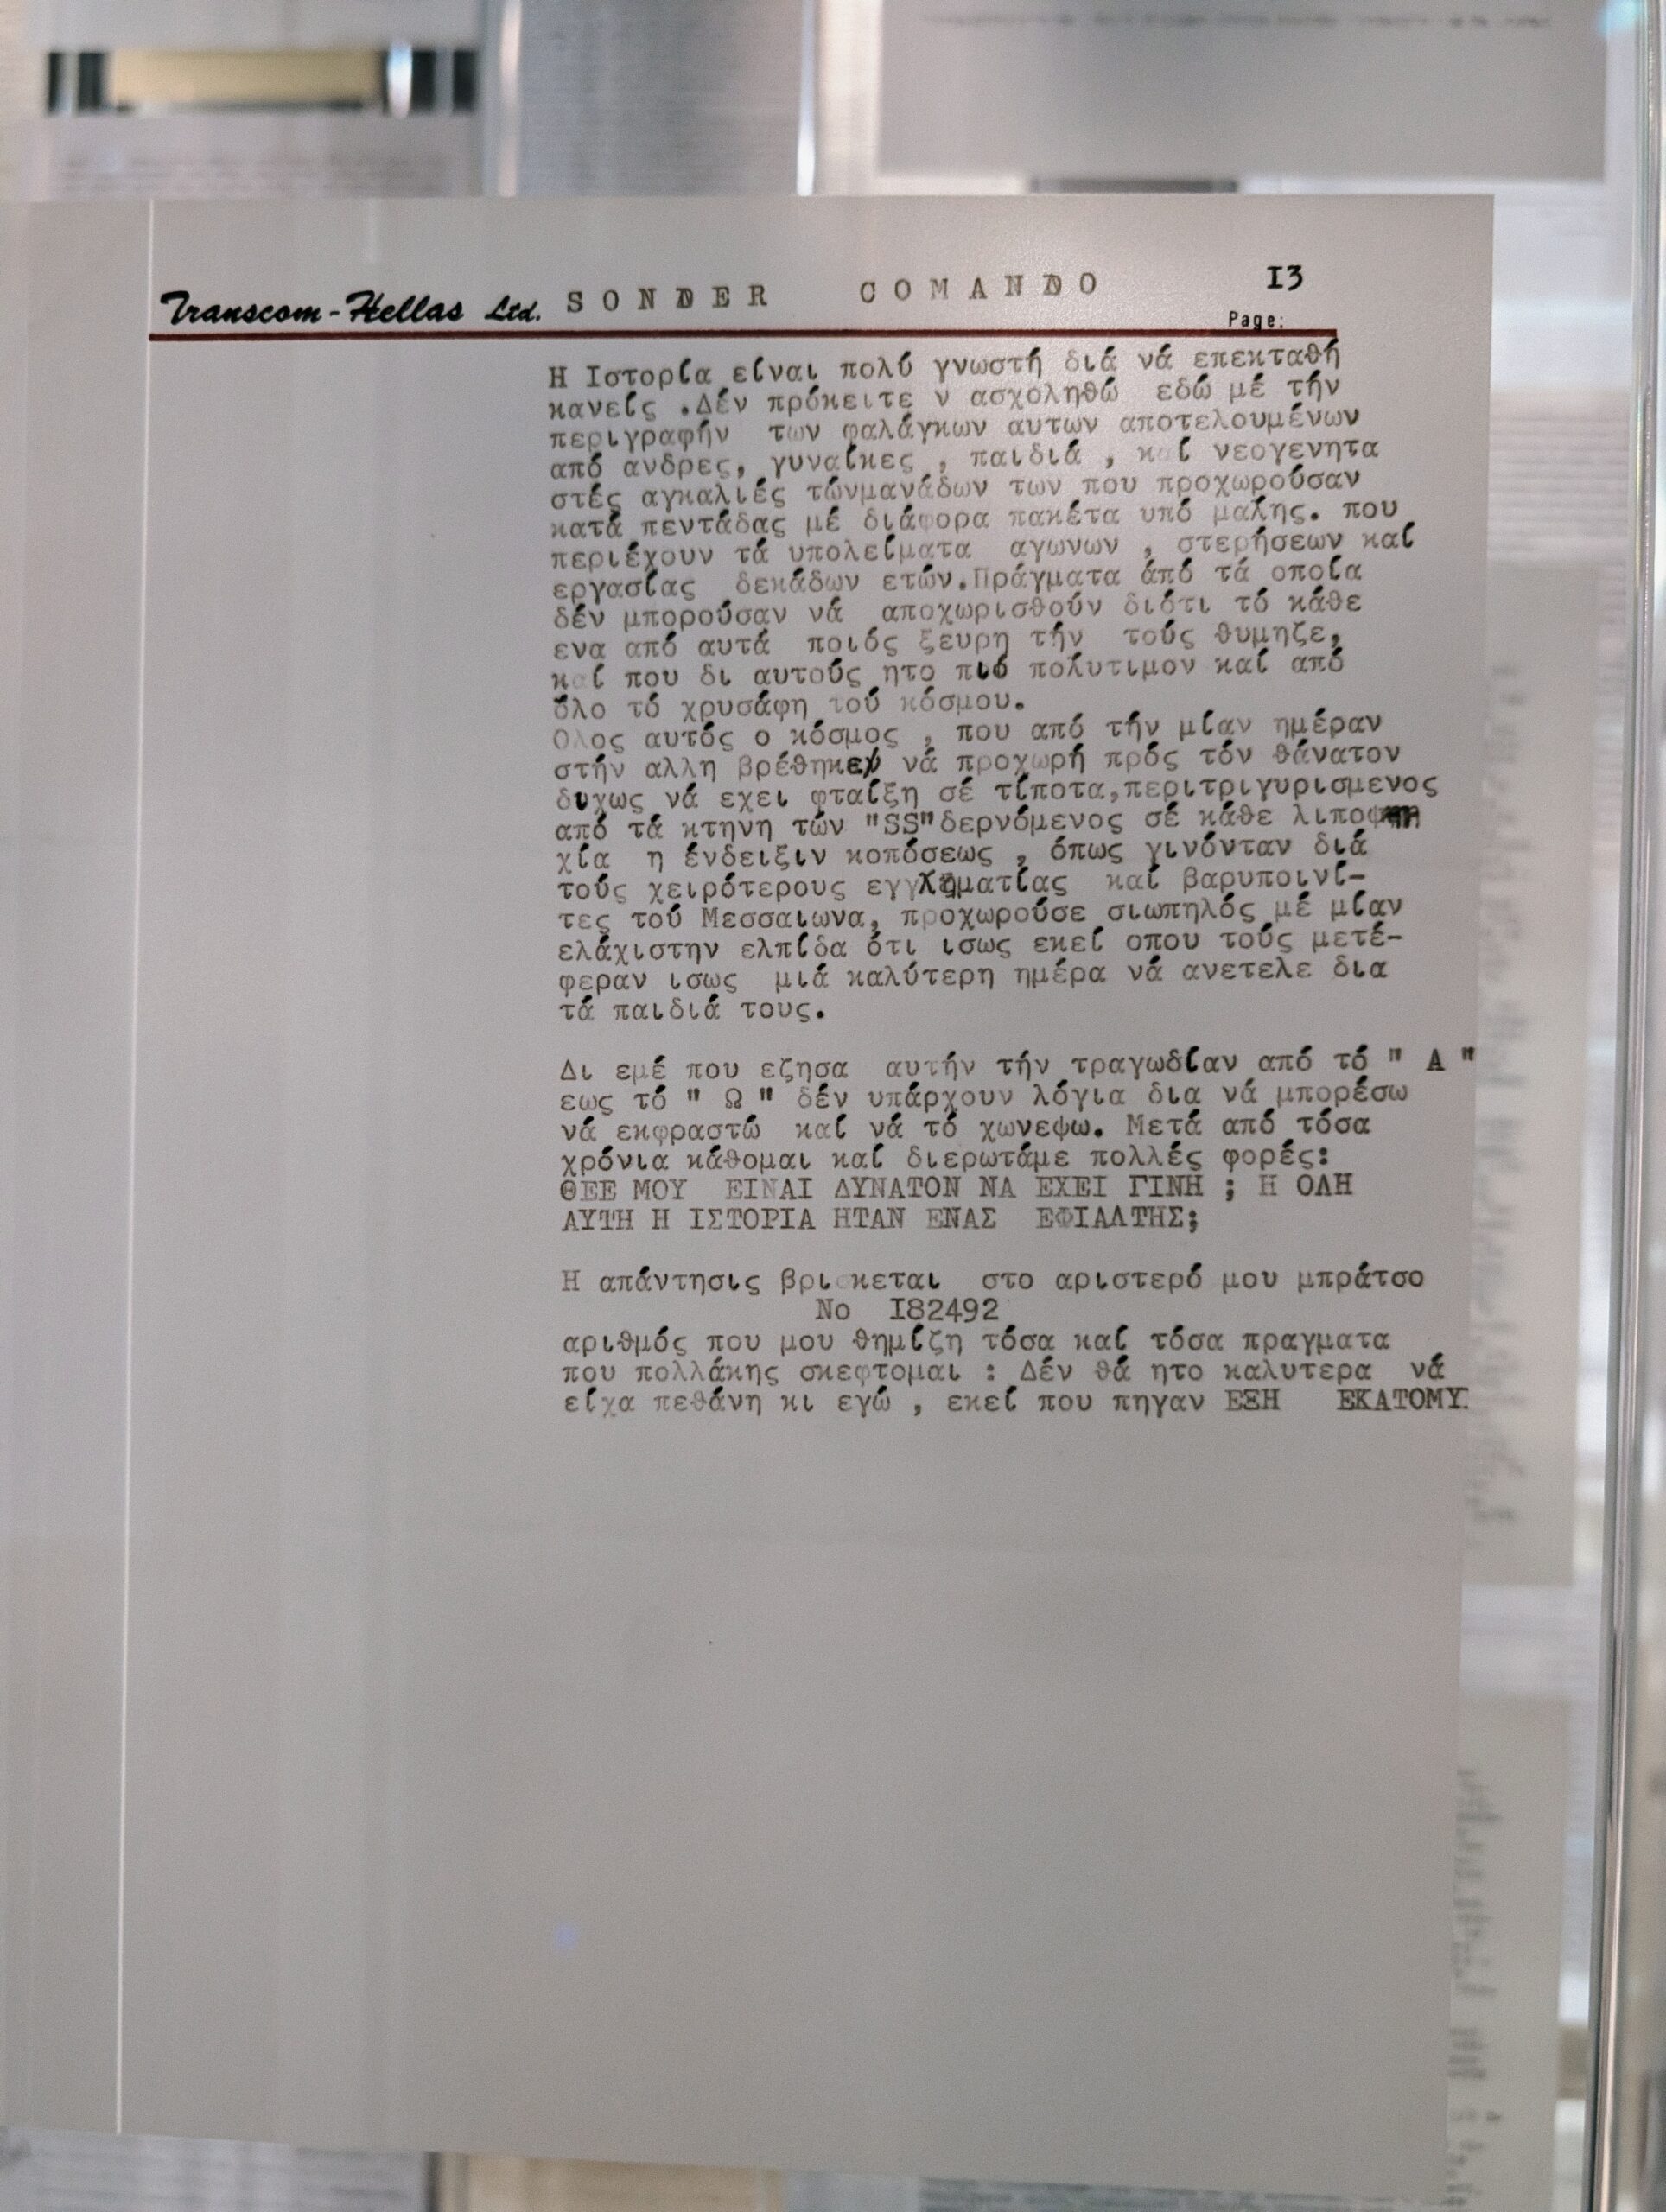 Transcom-Hellas Ltd. SONDER COMANDO I3
Page:
Η Ιστορία είναι πολύ γνωστή διά νά επεκταθή
κανείς .Δέν πρόκειτε ν ασχοληθώ εδώ μέ τήν
περιγραφήν των φαλάγκων αυτων αποτελουμένων
από ανδρες, γυναίκες , παιδιά , καί νεογενητα
στές αγκαλιές τώνμανάδων των που προχωρούσαν
κατά πεντάδας μέ διάφορα πακέτα υπό μαλης. που
περιέχουν τά υπολείματα αγωνων , στερήσεων καί
εργασίας δεκάδων ετών.Πράγματα άπό τά οποία
δέν μπορούσαν νά αποχωρισθούν διότι τό κάθε
ενα από αυτά ποιός ξευρη τήν τούς θυμηζε,
καί που δι αυτούς ητο πιό πολυτιμον καί από
όλο τό χρυσάφη τού κόσμου.
Ολος αυτός ο κόσμος , που από τήν μίαν ημέραν
στήν αλλη βρέθηκε νά προχωρή πρός τόν θάνατον
δυχως νά εχει φταίξη σέ τίποτα,περιτριγυρισμενος
από τά κτηνη τών "SS"δερνόμενος σέ κάθε λιποψ
χία η ένδειξιν κοπόσεως , όπως γινόνταν διά
τούς χειρότερους εγγληματίας καί βαρυποινί-
τες τού Μεσσαιωνα, προχωρούσε σιωπηλός μέ μίαν
ελάχιστην ελπίδα ότι ισως εκεί οπου τούς μετέ-
φεραν ισως μιά καλύτερη ημέρα νά ανετελε δια
τά παιδιά τους.
Δι εμέ που εζησα αυτήν τήν τραγωδίαν από τό " Α "
εως τό " Ω " δέν υπάρχουν λόγια δια νά μπορέσω
νά εκφραστώ καί νά τό χωνεψω. Μετά από τόσα
χρόνια κάθομαι καί διερωτάμε πολλές φορές:
ΘΕΕ ΜΟΥ ΕΙΝΑΙ ΔΥΝΑΤΟΝ ΝΑ ΕΧΕΙ ΓΙΝΗ ; Η ΟΛΗ
ΑΥΤΗ Η ΙΣΤΟΡΙΑ ΗΤΑΝ ΕΝΑΣ ΕΦΙΑΛΤΗΣ;
Η απάντησις βρισκεται στο αριστερό μου μπράτσο
Νο I82492
αριθμός που μου θημίζη τόσα καί τόσα πραγματα
που πολλάκης σκεφτομαι : Δέν θά ητο καλυτερα νά
είχα πεθάνη κι εγώ , εκεί που πηγαν ΕΞΗ ΕΚΑΤΟΜΥ.